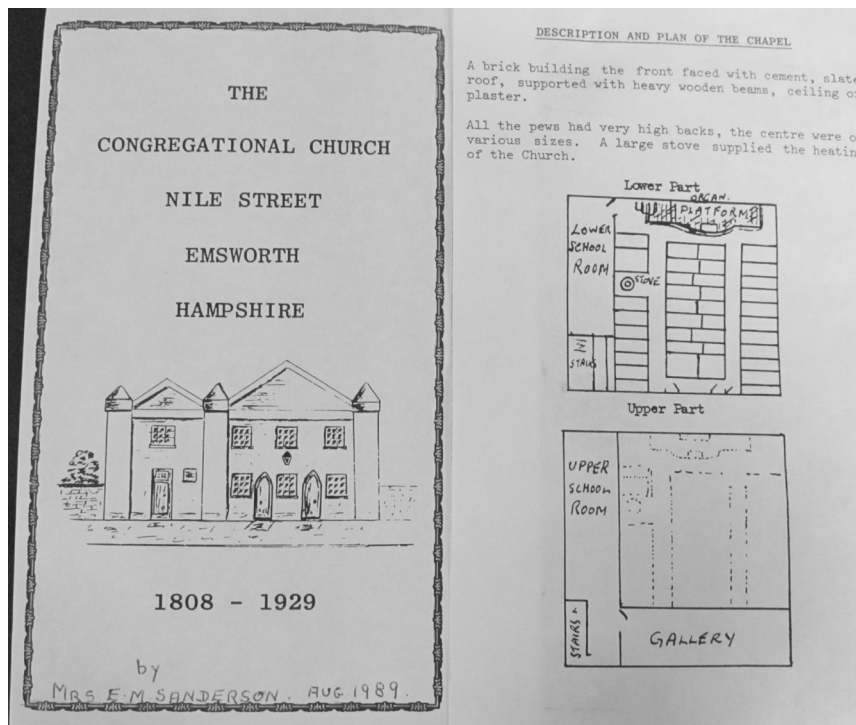 THE
CONGREGATIONAL CHURCH
NILE STREET
EMSWORTH
HAMPSHIRE
1808 - 1929
by
MRS E.M. SANDERSON. AUG 1989.
DESCRIPTION AND PLAN OF THE CHAPEL
A brick building the front faced with cement, slate
roof, supported with heavy wooden beams, ceiling of
plaster.
All the pews had very high backs, the centre were of
various sizes. A large stove supplied the heatin
of the Church.
Lower Part
ORGAN.
PLATFORM
LOWER
SCHOOL
ROOM
STOVE
STAIRS
Upper Part
UPPER
SCHOOL
ROOM
STAIRS
GALLERY